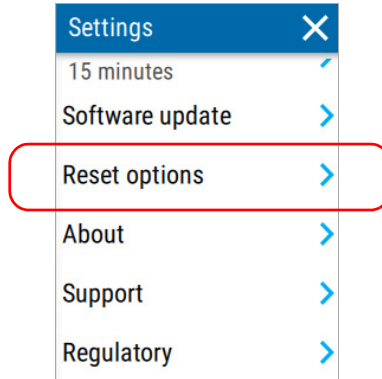 Settings
15 minutes
Software update
Reset options
About
Support
Regulatory